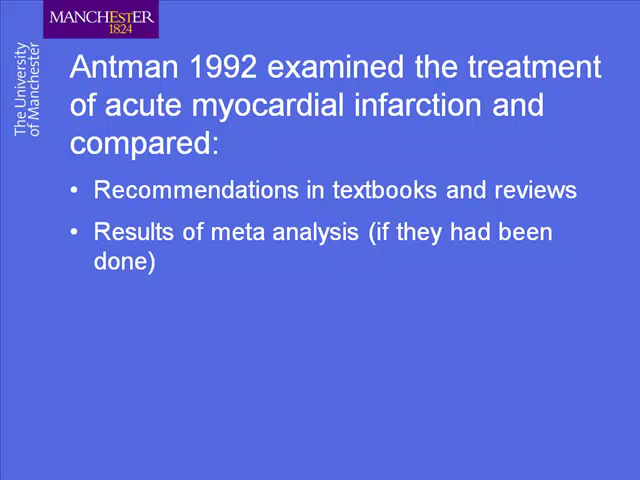 MANCHESTER
1824
The University
of Manchester
Antman 1992 examined the treatment
of acute myocardial infarction and
compared:
• Recommendations in textbooks and reviews
• Results of meta analysis (if they had been
done)